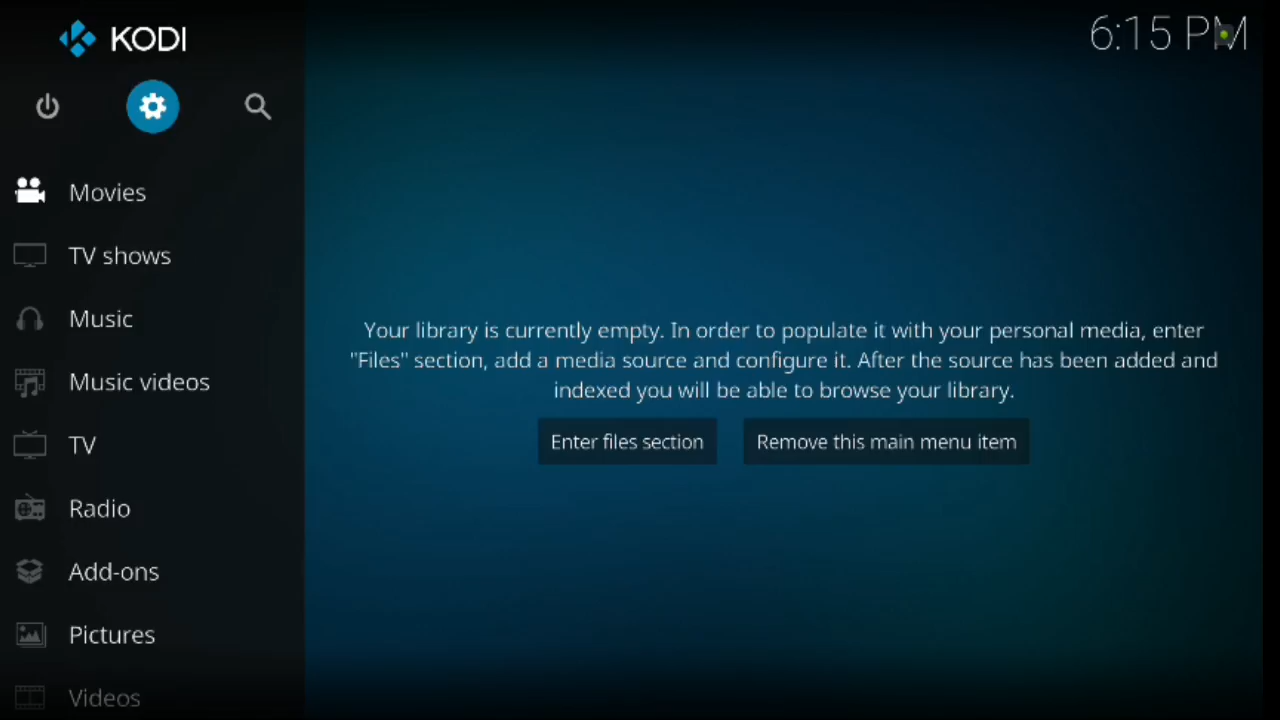 KODI
6:15 PM
Movies
TV shows
Music
Music videos
TV
Radio
Add-ons
Pictures
Videos
Your library is currently empty. In order to populate it with your personal media, enter
"Files" section, add a media source and configure it. After the source has been added and
indexed you will be able to browse your library.
Enter files section
Remove this main menu item